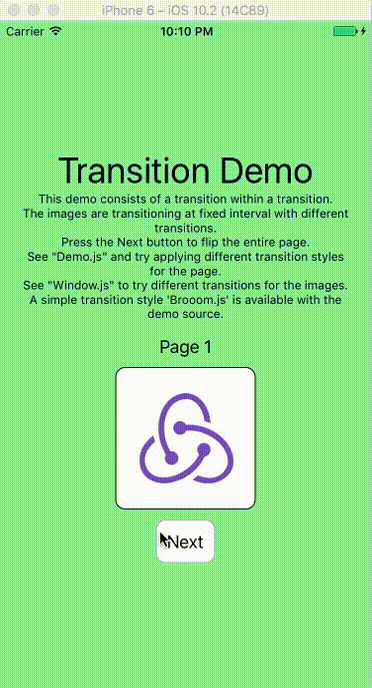 iPhone 6 – iOS 10.2 (14C89)
Carrier 10:10 PM
Transition Demo
This demo consists of a transition within a transition.
The images are transitioning at fixed interval with different
transitions.
Press the Next button to flip the entire page.
See "Demo.js" and try applying different transition styles
for the page.
See "Window.js" to try different transitions for the images.
A simple transition style 'Brooom.js' is available with the
demo source.
Page 1
Next